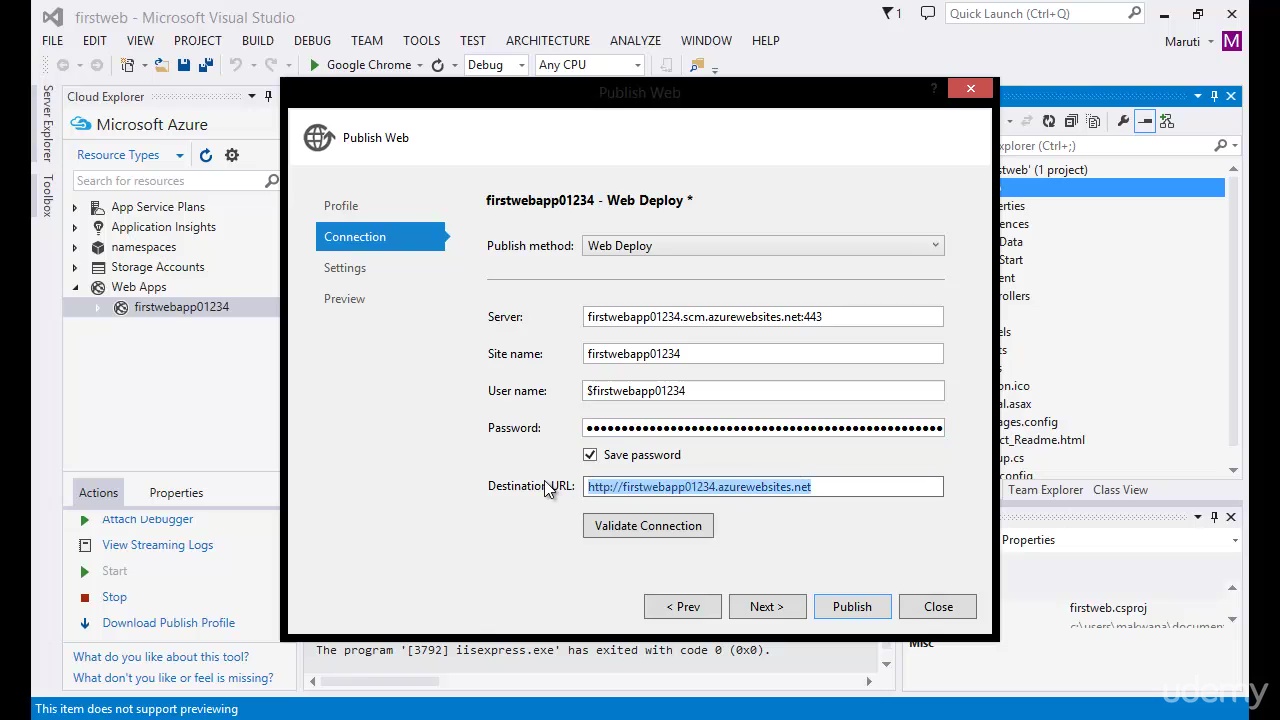 firstweb - Microsoft Visual Studio
1
Quick Launch (Ctrl+Q)
FILE EDIT VIEW PROJECT BUILD DEBUG TEAM TOOLS TEST ARCHITECTURE ANALYZE WINDOW HELP
Maruti M
Google Chrome Debug Any CPU
Server Explorer
Toolbox
Cloud Explorer
Microsoft Azure
Resource Types
Search for resources
App Service Plans
Application Insights
namespaces
Storage Accounts
Web Apps
firstwebapp01234
Actions Properties
Attach Debugger
View Streaming Logs
Start
Stop
Download Publish Profile
What do you like about this tool?
What don't you like or feel is missing?
Publish Web
?
Publish Web
Profile
Connection
Settings
Preview
firstwebapp01234 - Web Deploy *
Publish method: Web Deploy
Server: firstwebapp01234.scm.azurewebsites.net:443
Site name: firstwebapp01234
User name: $firstwebapp01234
Password:
Save password
Destination URL: http://firstwebapp01234.azurewebsites.net
Validate Connection
< Prev Next > Publish Close
The program '[3792] iisexpress.exe' has exited with code 0 (0x0).
xplorer (Ctrl+;)
stweb' (1 project)
erties
ences
Data
Start
ent
rollers
els
ts
s
on.ico
al.asax
ages.config
ct_Readme.html
up.cs
config
Team Explorer Class View
Properties
firstweb.csproj
c:\users\makwana\document
Misc
This item does not support previewing
udemy